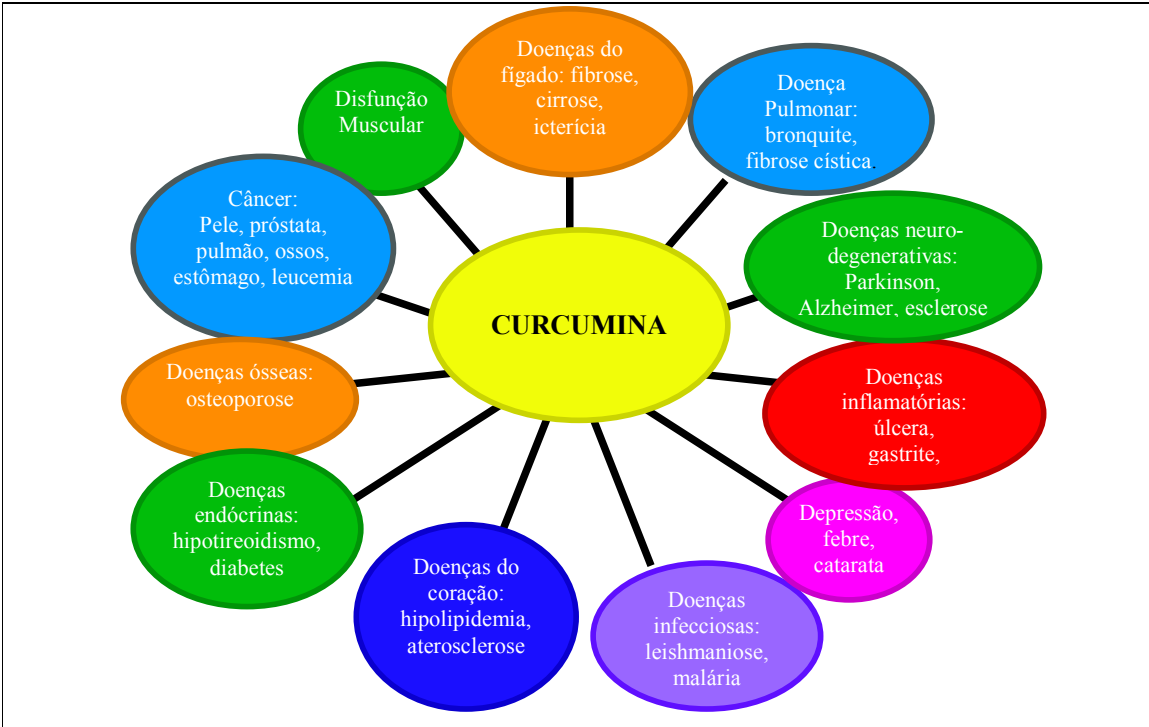 Doenças do
fígado: fibrose,
cirrose,
icterícia
Doença
Pulmonar:
bronquite,
fibrose cística.
Disfunção
Muscular
Câncer:
Pele, próstata,
pulmão, ossos,
estômago, leucemia
Doenças neuro-
degenerativas:
Parkinson,
Alzheimer, esclerose
CURCUMINA
Doenças ósseas:
osteoporose
Doenças
inflamatórias:
úlcera,
gastrite,
Doenças
endócrinas:
hipotireoidismo,
diabetes
Depressão,
febre,
catarata
Doenças do
coração:
hipolipidemia,
aterosclerose
Doenças
infecciosas:
leishmaniose,
malária